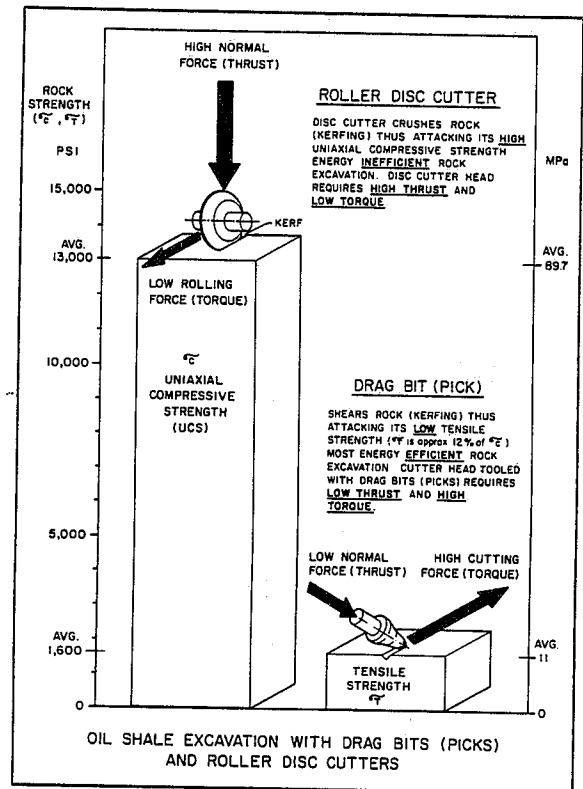 HIGH NORMAL
FORCE (THRUST)
ROCK
STRENGTH
(σc, σT)
PSI
15,000
AVG.
13,000
10,000
5,000
AVG.
1,600
0
ROLLER DISC CUTTER
DISC CUTTER CRUSHES ROCK
(KERFING) THUS ATTACKING ITS HIGH
UNIAXIAL COMPRESSIVE STRENGTH
ENERGY INEFFICIENT ROCK
EXCAVATION. DISC CUTTER HEAD
REQUIRES HIGH THRUST AND
LOW TORQUE
MPa
AVG.
89.7
KERF
LOW ROLLING
FORCE (TORQUE)
σc
UNIAXIAL
COMPRESSIVE
STRENGTH
(UCS)
DRAG BIT (PICK)
SHEARS ROCK (KERFING) THUS
ATTACKING ITS LOW TENSILE
STRENGTH (σT is approx 12% of σc)
MOST ENERGY EFFICIENT ROCK
EXCAVATION CUTTER HEAD TOOLED
WITH DRAG BITS (PICKS) REQUIRES
LOW THRUST AND HIGH
TORQUE.
LOW NORMAL
FORCE (THRUST)
HIGH CUTTING
FORCE (TORQUE)
AVG.
11
0
TENSILE
STRENGTH
σT
OIL SHALE EXCAVATION WITH DRAG BITS (PICKS)
AND ROLLER DISC CUTTERS